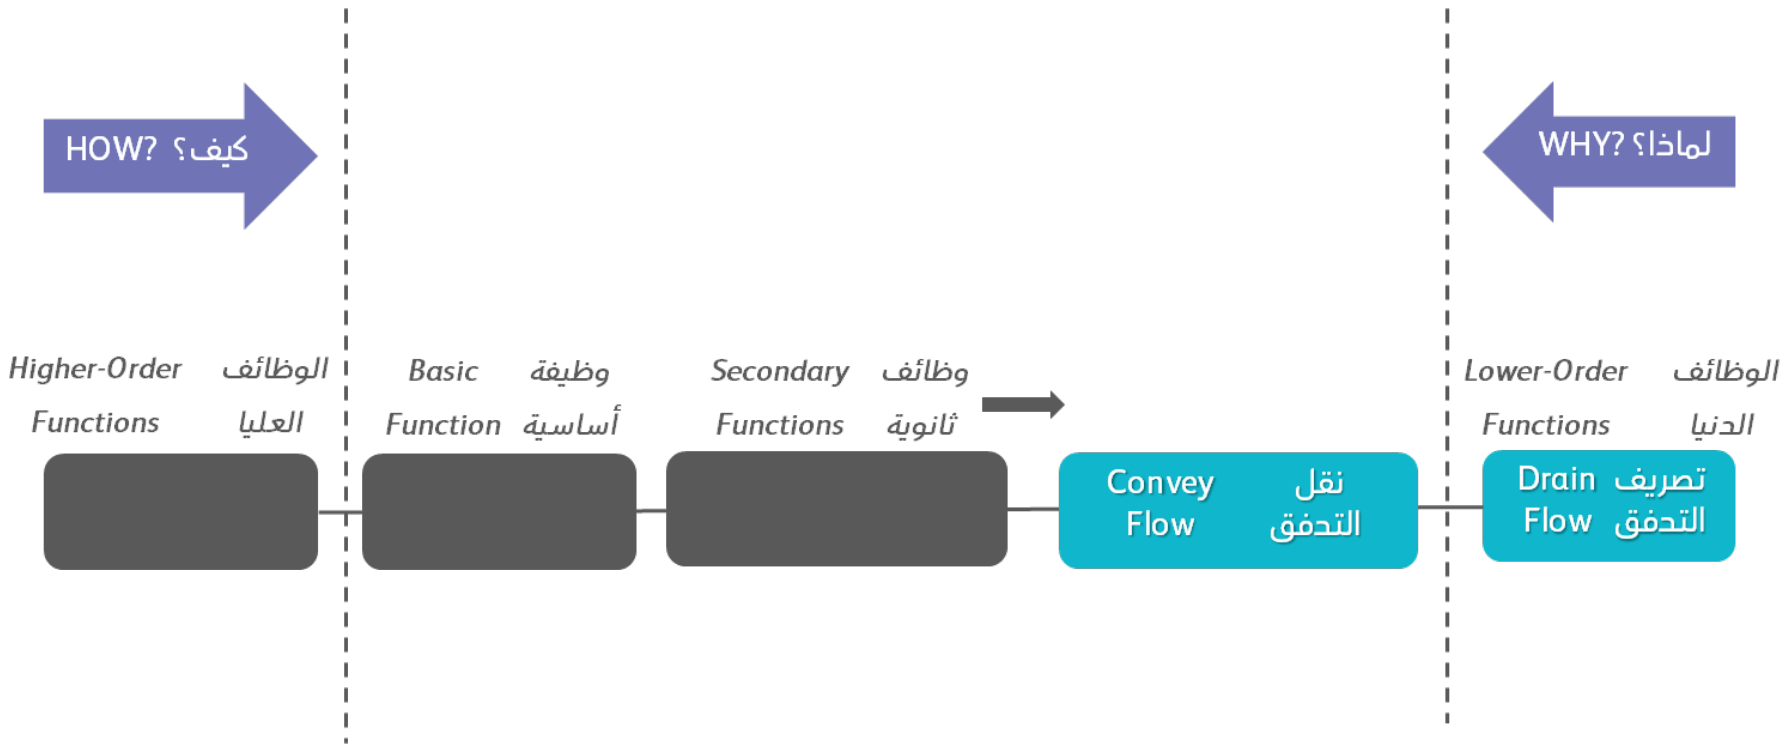 HOW? كيف؟
WHY? لماذا؟
Higher-Order الوظائف
Functions العليا
Basic وظيفة
Function أساسية
Secondary وظائف
Functions ثانوية
Lower-Order الوظائف
Functions الدنيا
Convey نقل
Flow التدفق
Drain تصريف
Flow التدفق